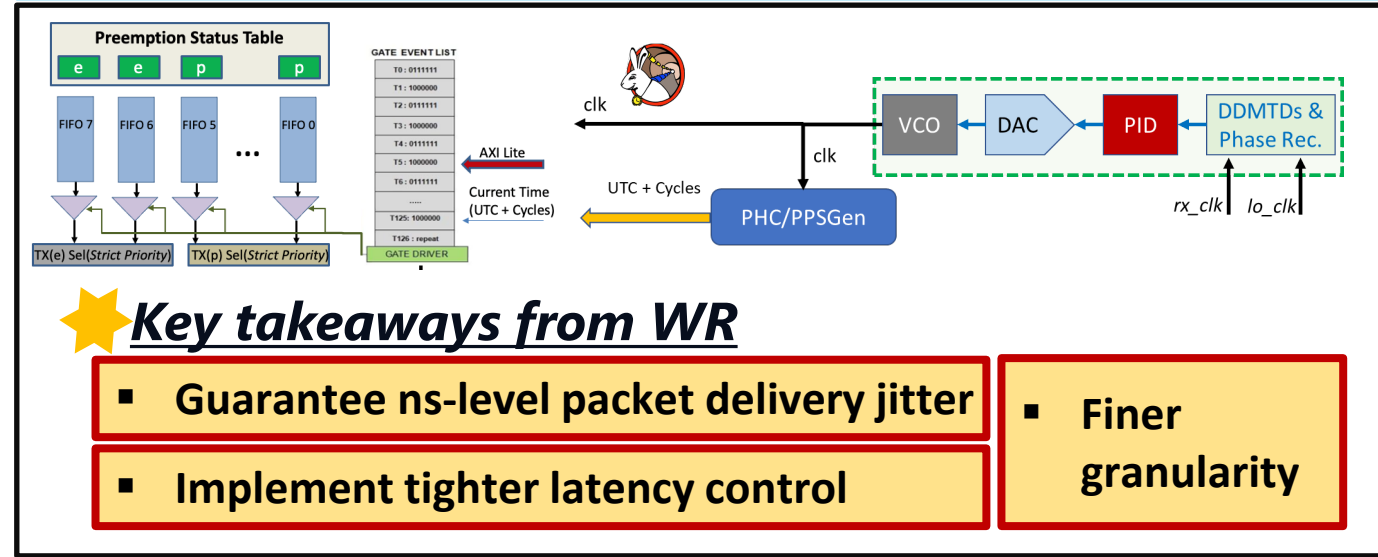 Preemption Status Table
e e p p
FIFO 7 FIFO 6 FIFO 5 ... FIFO 0
TX(e) Sel(Strict Priority) TX(p) Sel(Strict Priority)
GATE EVENT LIST
T0 : 0111111
T1 : 1000000
T2 : 0111111
T3 : 1000000
T4 : 0111111
T5 : 1000000
T6 : 0111111
.....
T125: 1000000
T126 : repeat
GATE DRIVER
AXI Lite
Current Time
(UTC + Cycles)
clk
clk
UTC + Cycles
PHC/PPSGen
VCO
DAC
PID
DDMTDs &
Phase Rec.
rx_clk lo_clk
Key takeaways from WR
▪ Guarantee ns-level packet delivery jitter
▪ Implement tighter latency control
▪ Finer
granularity